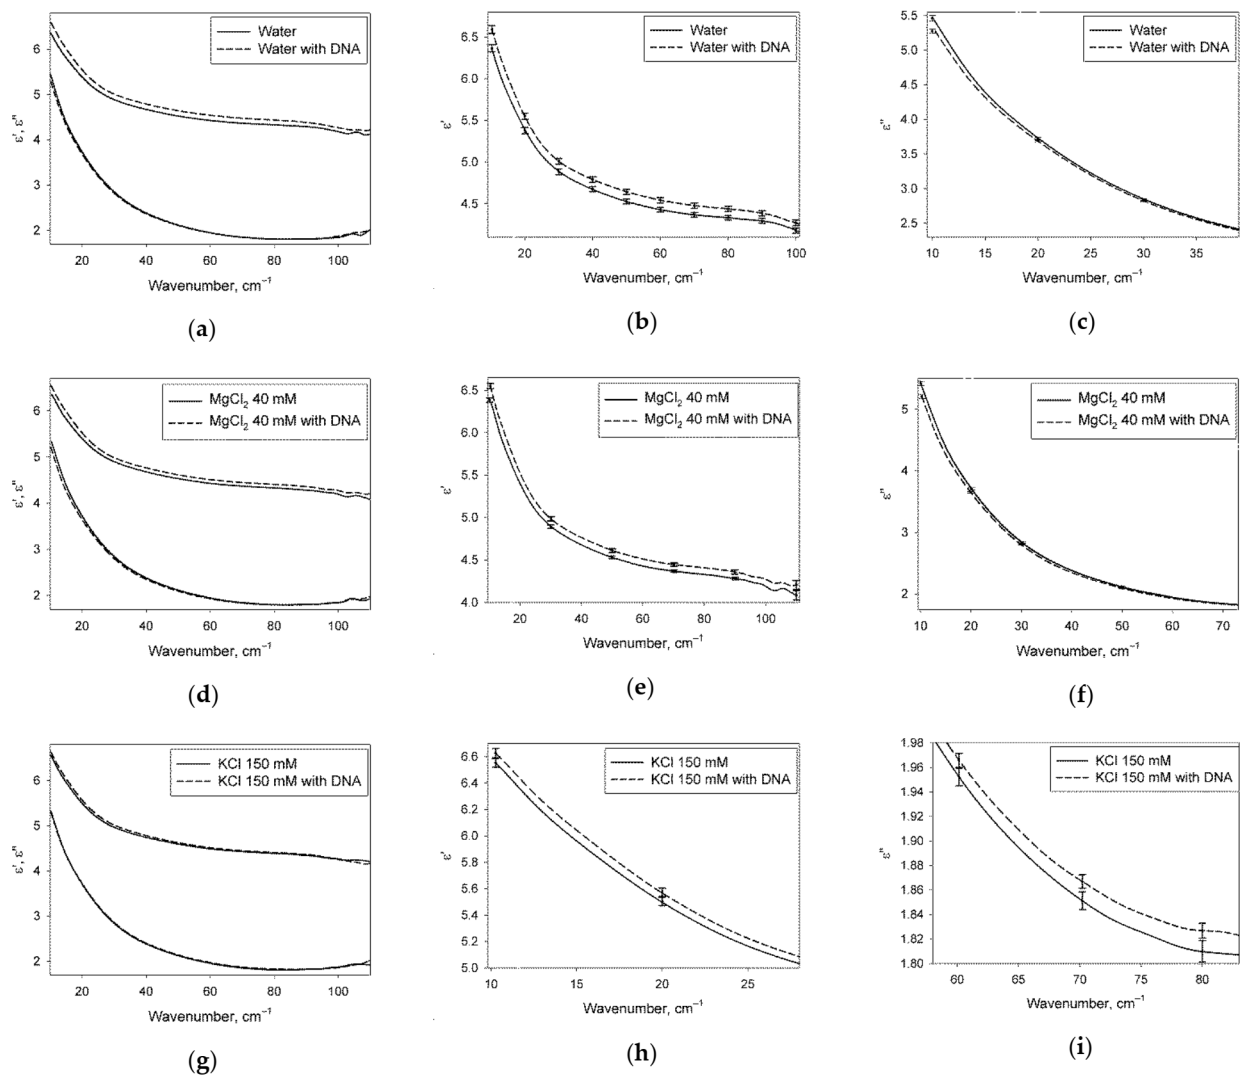 6
5
4
3
2
ε', ε''
Water
Water with DNA
20 40 60 80 100
Wavenumber, cm⁻¹
(a)
6.5
6.0
5.5
5.0
4.5
ε'
Water
Water with DNA
20 40 60 80 100
Wavenumber, cm⁻¹
(b)
5.5
5.0
4.5
4.0
3.5
3.0
2.5
ε''
Water
Water with DNA
10 15 20 25 30 35
Wavenumber, cm⁻¹
(c)
6
5
4
3
2
ε', ε''
MgCl₂ 40 mM
MgCl₂ 40 mM with DNA
20 40 60 80 100
Wavenumber, cm⁻¹
(d)
6.5
6.0
5.5
5.0
4.5
4.0
ε'
MgCl₂ 40 mM
MgCl₂ 40 mM with DNA
20 40 60 80 100
Wavenumber, cm⁻¹
(e)
5
4
3
2
ε''
MgCl₂ 40 mM
MgCl₂ 40 mM with DNA
10 20 30 40 50 60 70
Wavenumber, cm⁻¹
(f)
6
5
4
3
2
ε', ε''
KCl 150 mM
KCl 150 mM with DNA
20 40 60 80 100
Wavenumber, cm⁻¹
(g)
6.6
6.4
6.2
6.0
5.8
5.6
5.4
5.2
5.0
ε'
KCl 150 mM
KCl 150 mM with DNA
10 15 20 25
Wavenumber, cm⁻¹
(h)
1.98
1.96
1.94
1.92
1.90
1.88
1.86
1.84
1.82
1.80
ε''
KCl 150 mM
KCl 150 mM with DNA
60 65 70 75 80
Wavenumber, cm⁻¹
(i)